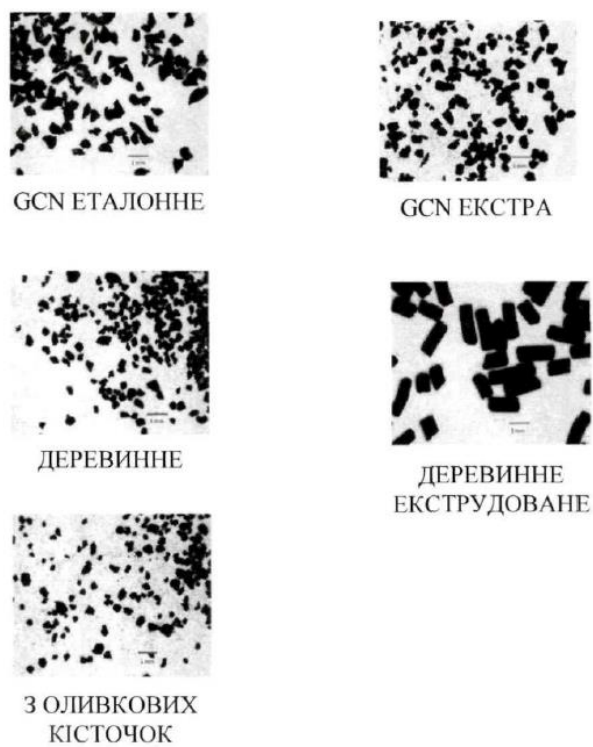 GCN ЕТАЛОННЕ
GCN ЕКСТРА
ДЕРЕВИННЕ
ДЕРЕВИННЕ
ЕКСТРУДОВАНЕ
З ОЛИВКОВИХ
КІСТОЧОК